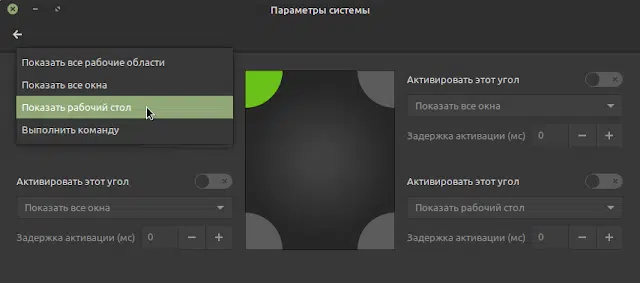 Параметры системы
Показать все рабочие области
Показать все окна
Показать рабочий стол
Выполнить команду
Активировать этот угол
Показать все окна
Задержка активации (мс) 0
Активировать этот угол
Показать все окна
Задержка активации (мс) 0
Активировать этот угол
Показать рабочий стол
Задержка активации (мс) 0